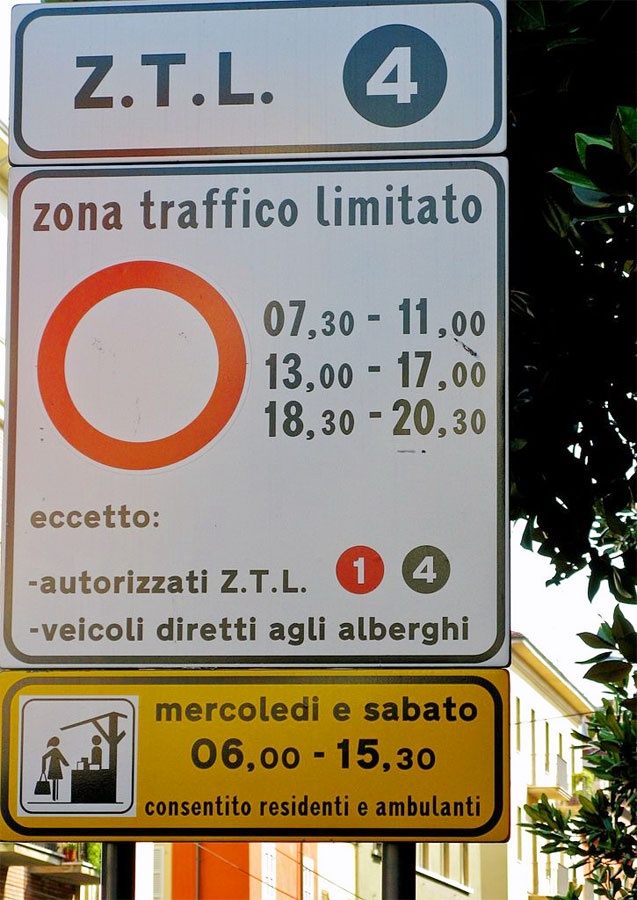 Z.T.L. 4
zona traffico limitato
07,30 - 11,00
13,00 - 17,00
18,30 - 20,30
eccetto:
-autorizzati Z.T.L. 1 4
-veicoli diretti agli alberghi
mercoledi e sabato
06,00 - 15,30
consentito residenti e ambulanti